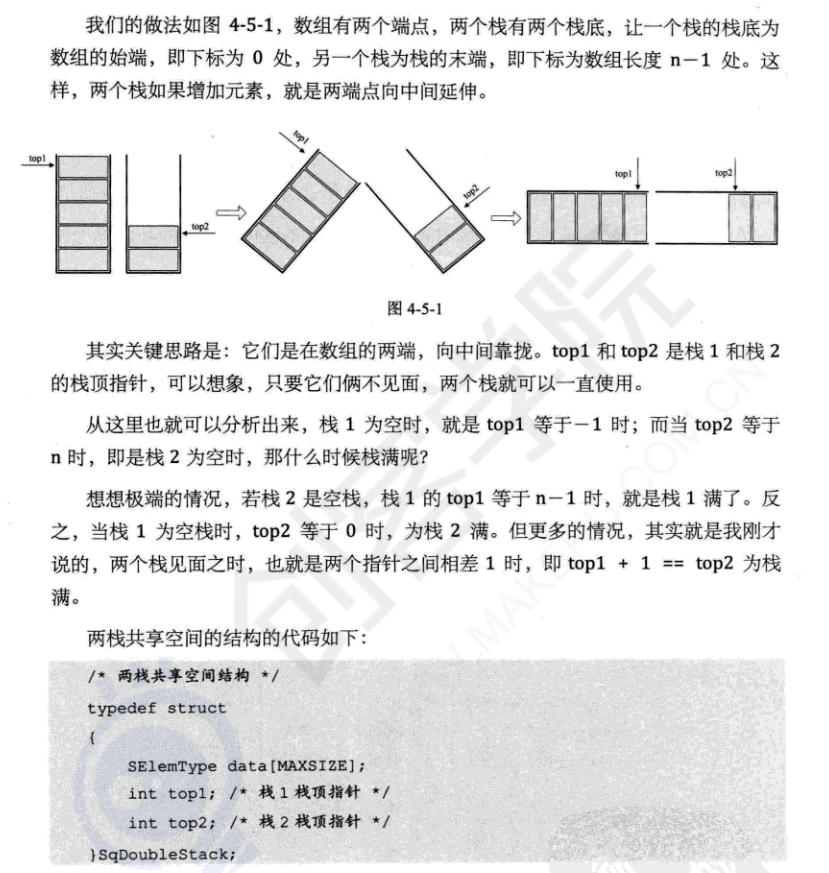 我们的做法如图 4-5-1，数组有两个端点，两个栈有两个栈底，让一个栈的栈底为
数组的始端，即下标为 0 处，另一个栈为栈的末端，即下标为数组长度 n－1 处。这
样，两个栈如果增加元素，就是两端点向中间延伸。
top1
top2
top1
top2
top1
top2
图 4-5-1
其实关键思路是：它们是在数组的两端，向中间靠拢。top1 和 top2 是栈 1 和栈 2
的栈顶指针，可以想象，只要它们俩不见面，两个栈就可以一直使用。
从这里也就可以分析出来，栈 1 为空时，就是 top1 等于－1 时；而当 top2 等于
n 时，即是栈 2 为空时，那什么时候栈满呢？
想想极端的情况，若栈 2 是空栈，栈 1 的 top1 等于 n－1 时，就是栈 1 满了。反
之，当栈 1 为空栈时，top2 等于 0 时，为栈 2 满。但更多的情况，其实就是我刚才
说的，两个栈见面之时，也就是两个指针之间相差 1 时，即 top1 + 1 == top2 为栈
满。
两栈共享空间的结构的代码如下：
/* 两栈共享空间结构 */
typedef struct
{
SElemType data[MAXSIZE];
int top1; /* 栈 1 栈顶指针 */
int top2; /* 栈 2 栈顶指针 */
}SqDoubleStack;
创客学院